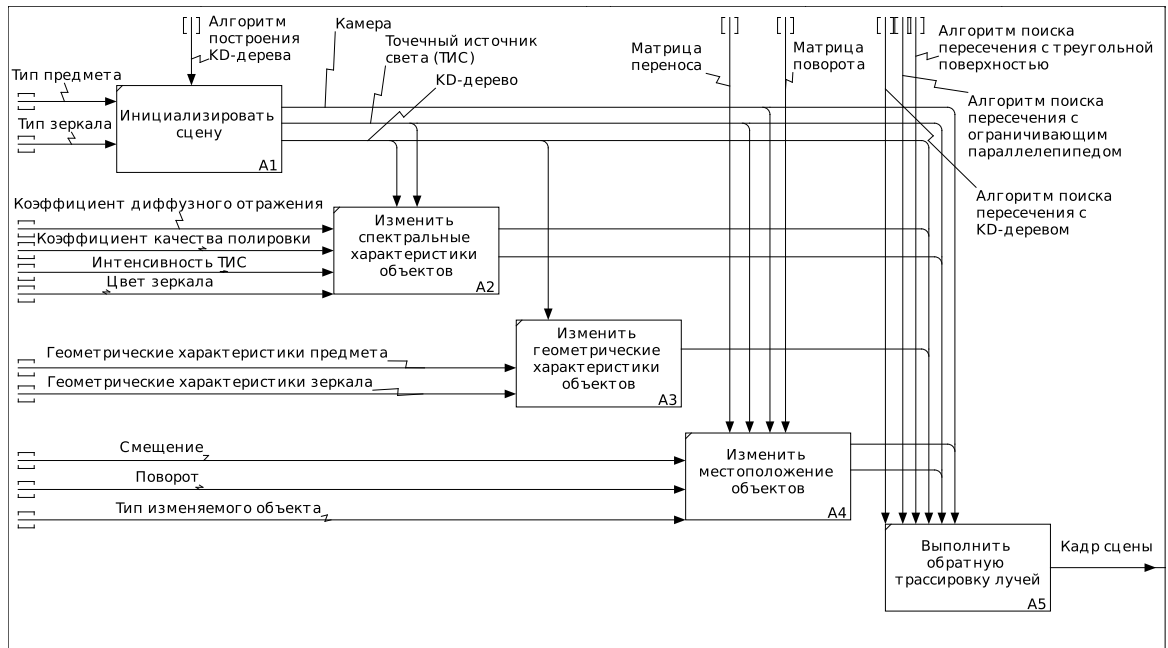 Алгоритм
построения
KD-дерева
Камера
Точечный источник
света (ТИС)
KD-дерево
Матрица
переноса
Матрица
поворота
Алгоритм поиска
пересечения с треугольной
поверхностью
Алгоритм поиска
пересечения с
ограничивающим
параллелепипедом
Алгоритм поиска
пересечения с
KD-деревом
Тип предмета
Тип зеркала
Инициализировать
сцену
A1
Коэффициент диффузного отражения
Коэффициент качества полировки
Интенсивность ТИС
Цвет зеркала
Изменить
спектральные
характеристики
объектов
A2
Геометрические характеристики предмета
Геометрические характеристики зеркала
Изменить
геометрические
характеристики
объектов
A3
Смещение
Поворот
Тип изменяемого объекта
Изменить
местоположение
объектов
A4
Выполнить
обратную
трассировку лучей
A5
Кадр сцены